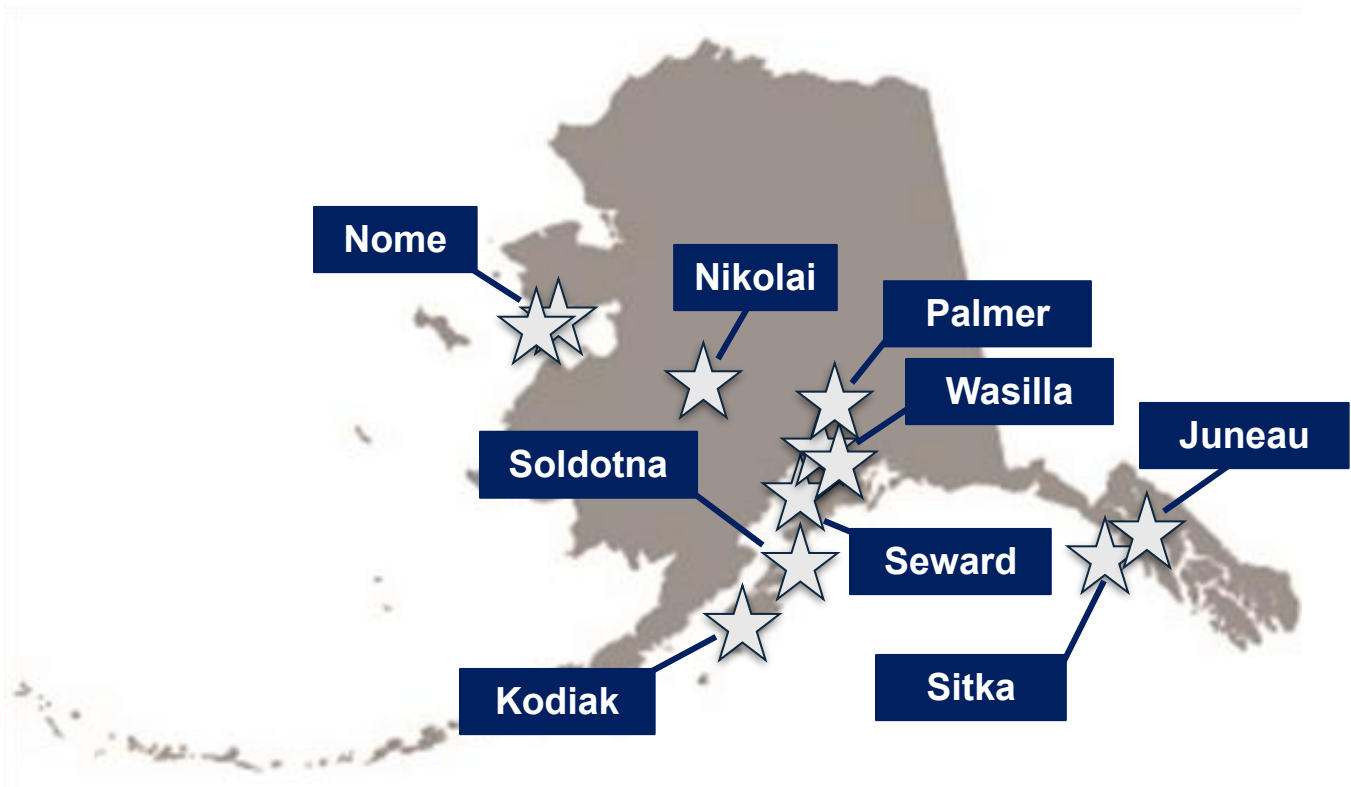 Nome
Nikolai
Palmer
Wasilla
Juneau
Soldotna
Seward
Sitka
Kodiak